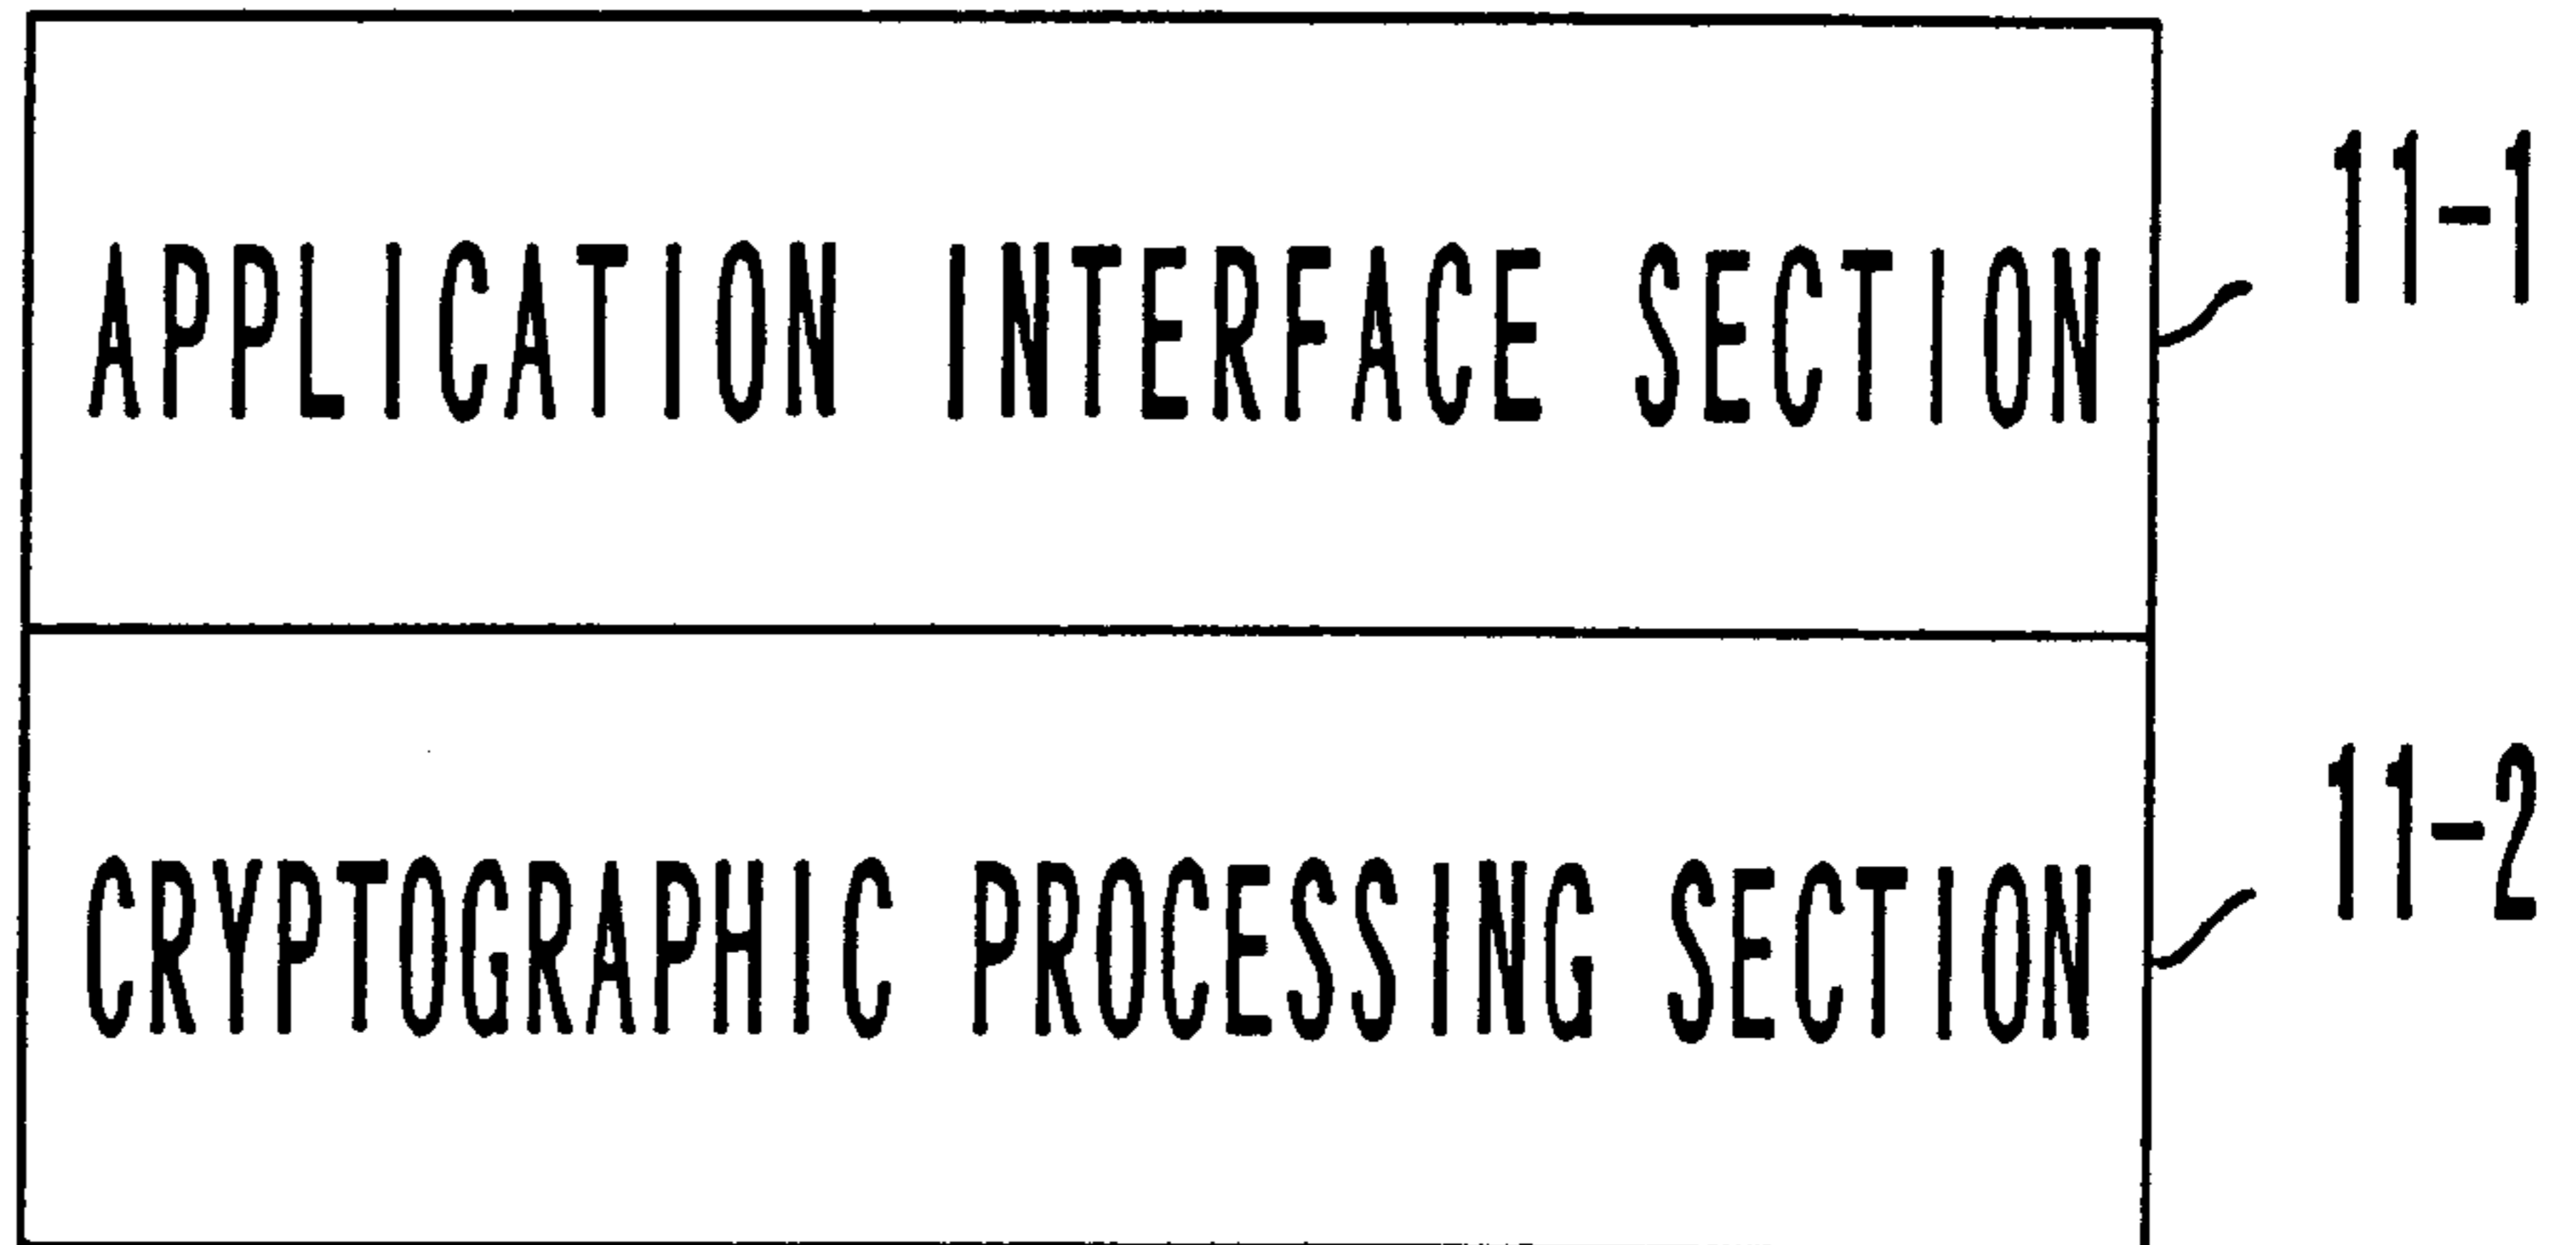 APPLICATION INTERFACE SECTION
11-1
CRYPTOGRAPHIC PROCESSING SECTION
11-2